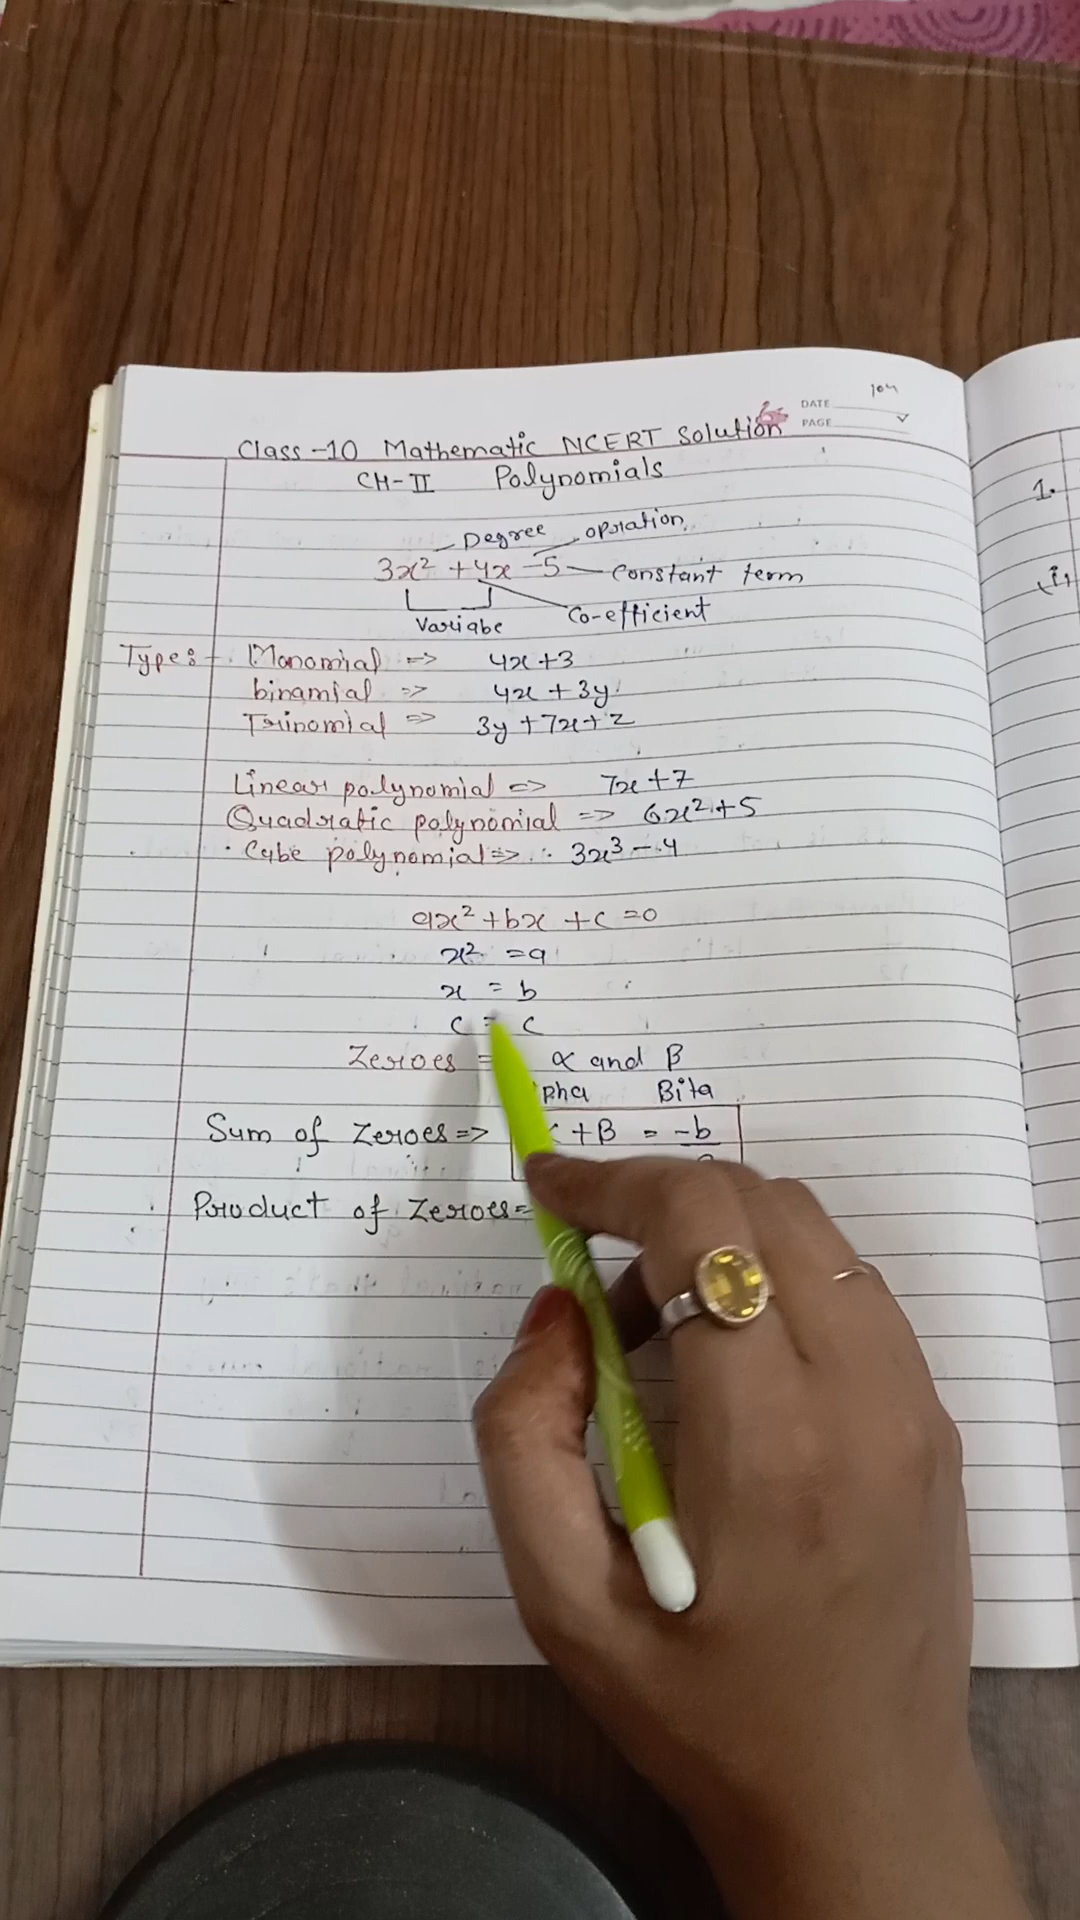 104
DATE
PAGE
Class-10 Mathematic NCERT Solution
CH-II Polynomials
Degree opration
3x² + 4x - 5 Constant term
Variabe Co-efficient
Type:- Monomial => 4x+3
binamial => 4x + 3y
Trinomial => 3y + 7x + z
Linear polynomial => 7x + 7
Quadratic polynomial => 6x² + 5
Cube polynomial => 3x³ - 4
ax² + bx + c = 0
x² = a
x = b
c = c
Zeroes = α and β
pha Bita
Sum of Zeroes => + β = -b
Product of Zeroes =
1.